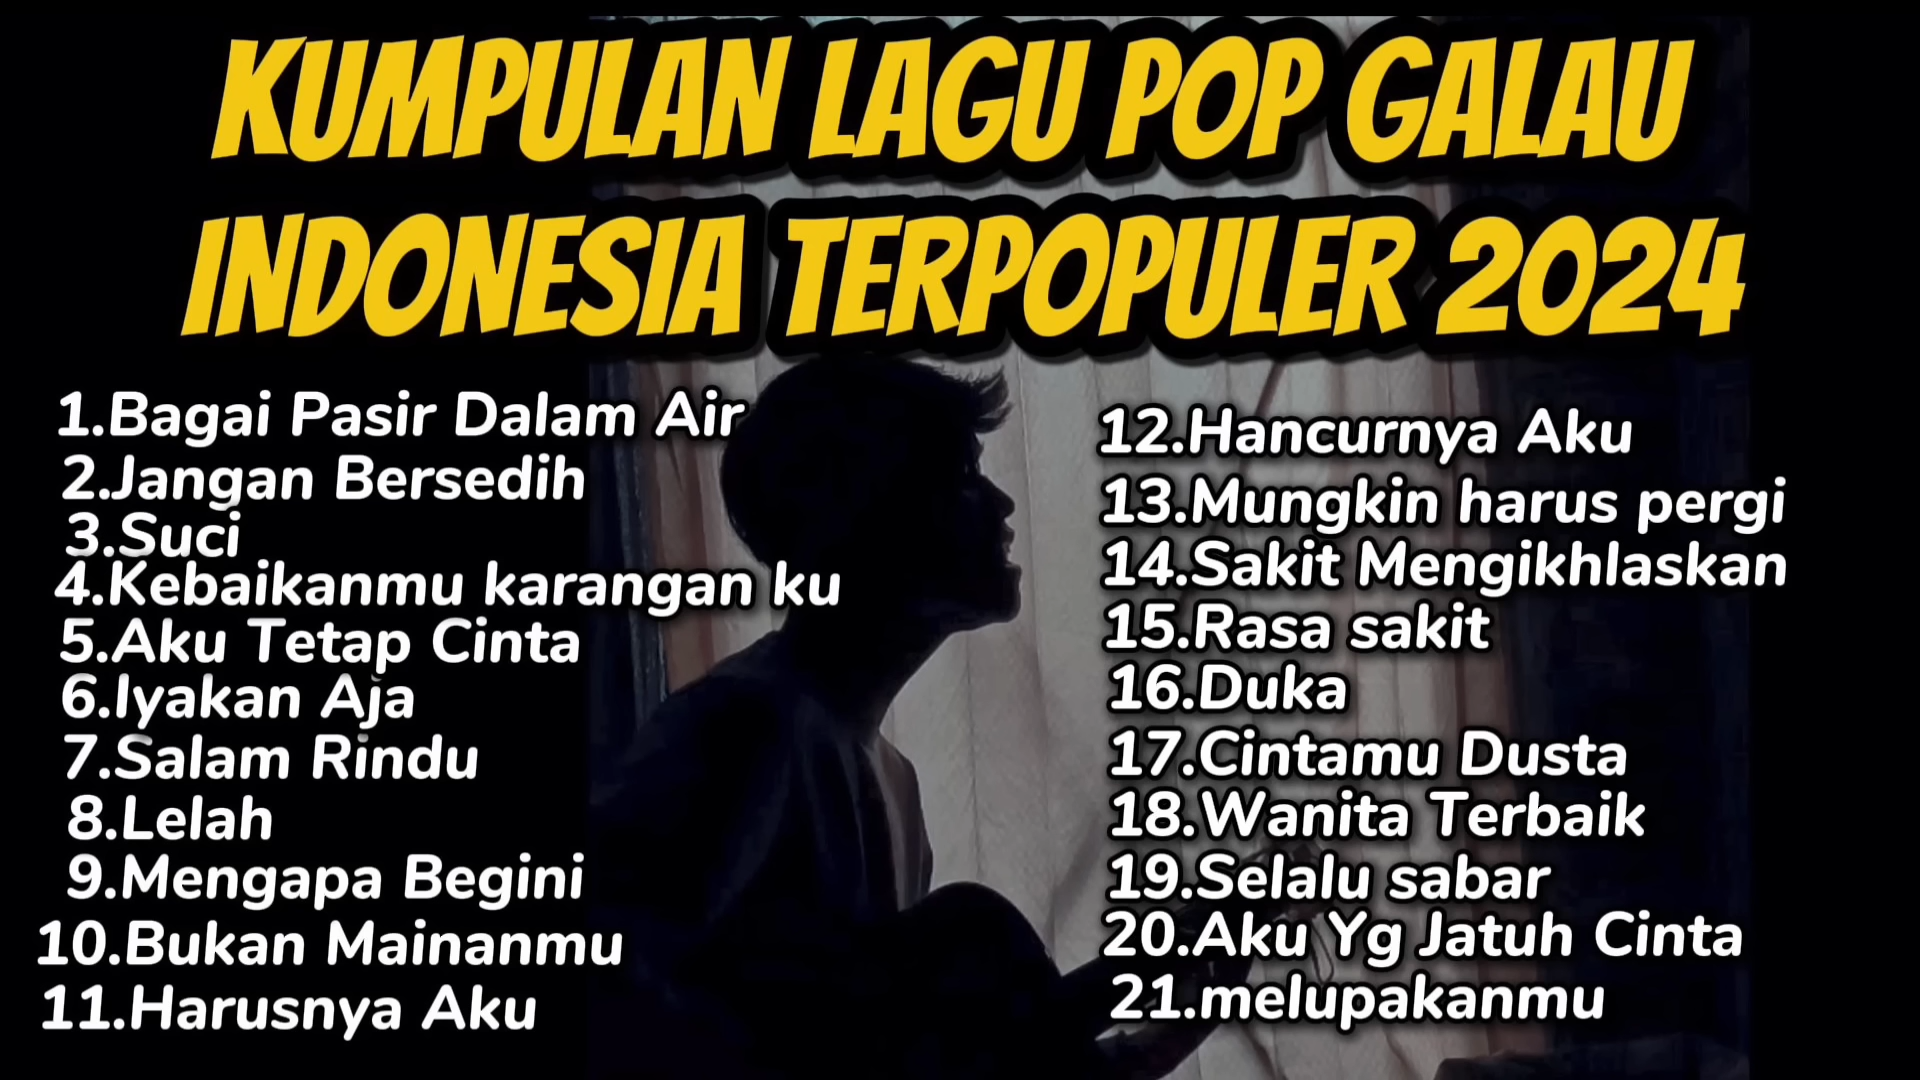 KUMPULAN LAGU POP GALAU
INDONESIA TERPOPULER 2024
1.Bagai Pasir Dalam Air
2.Jangan Bersedih
3.Suci
4.Kebaikanmu karangan ku
5.Aku Tetap Cinta
6.Iyakan Aja
7.Salam Rindu
8.Lelah
9.Mengapa Begini
10.Bukan Mainanmu
11.Harusnya Aku
12.Hancurnya Aku
13.Mungkin harus pergi
14.Sakit Mengikhlaskan
15.Rasa sakit
16.Duka
17.Cintamu Dusta
18.Wanita Terbaik
19.Selalu sabar
20.Aku Yg Jatuh Cinta
21.melupakanmu